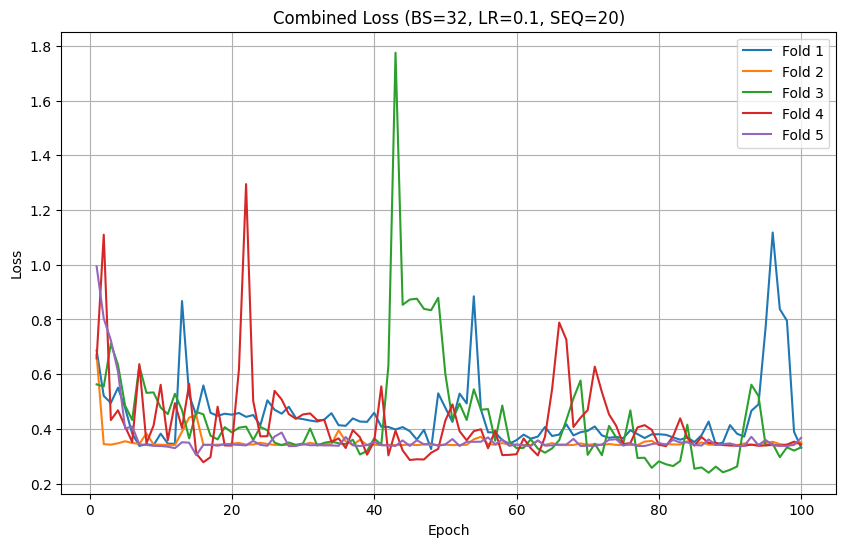 Combined Loss (BS=32, LR=0.1, SEQ=20)
1.8
1.6
1.4
1.2
1.0
0.8
0.6
0.4
0.2
Loss
Fold 1
Fold 2
Fold 3
Fold 4
Fold 5
0 20 40 60 80 100
Epoch